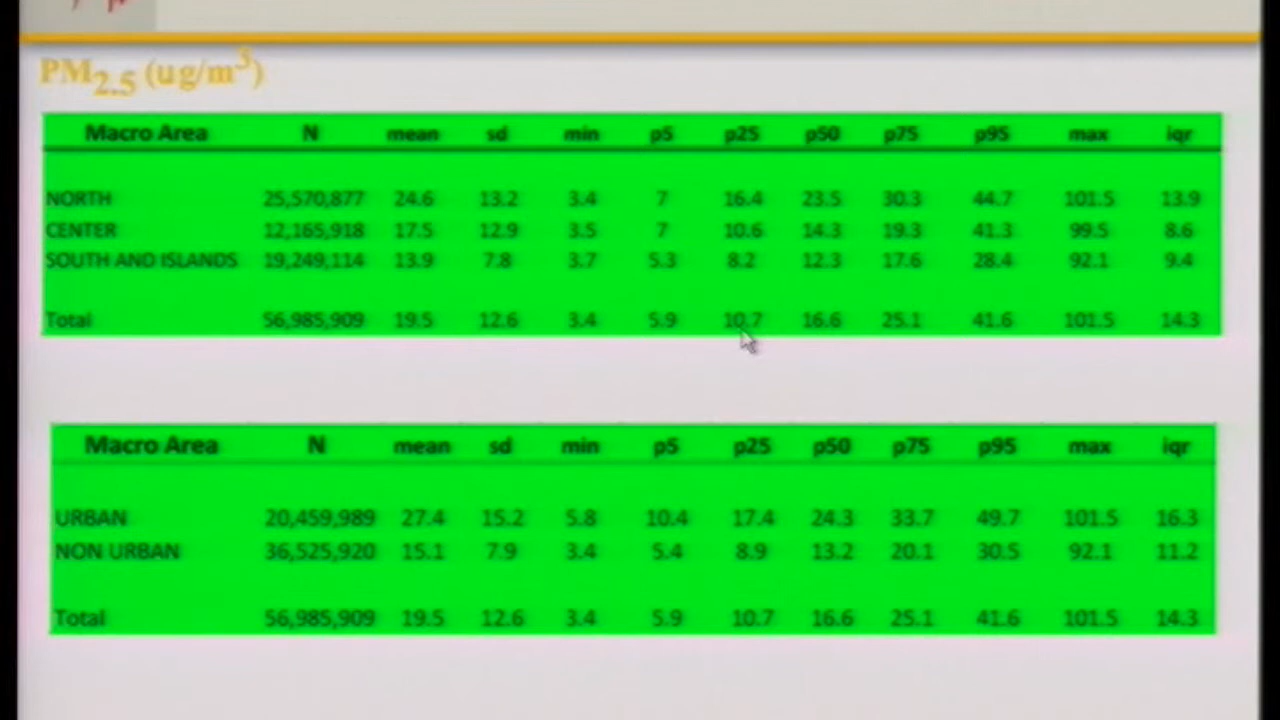 PM2.5 (ug/m3)
Macro Area N mean sd min p5 p25 p50 p75 p95 max iqr
NORTH 25,570,877 24.6 13.2 3.4 7 16.4 23.5 30.3 44.7 101.5 13.9
CENTER 12,165,918 17.5 12.9 3.5 7 10.6 14.3 19.3 41.3 99.5 8.6
SOUTH AND ISLANDS 19,249,114 13.9 7.8 3.7 5.3 8.2 12.3 17.6 28.4 92.1 9.4
Total 56,985,909 19.5 12.6 3.4 5.9 10.7 16.6 25.1 41.6 101.5 14.3
Macro Area N mean sd min p5 p25 p50 p75 p95 max iqr
URBAN 20,459,989 27.4 15.2 5.8 10.4 17.4 24.3 33.7 49.7 101.5 16.3
NON URBAN 36,525,920 15.1 7.9 3.4 5.4 8.9 13.2 20.1 30.5 92.1 11.2
Total 56,985,909 19.5 12.6 3.4 5.9 10.7 16.6 25.1 41.6 101.5 14.3